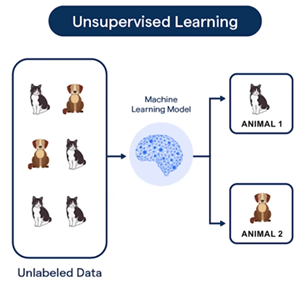 Unsupervised Learning
Machine
Learning Model
ANIMAL 1
ANIMAL 2
Unlabeled Data